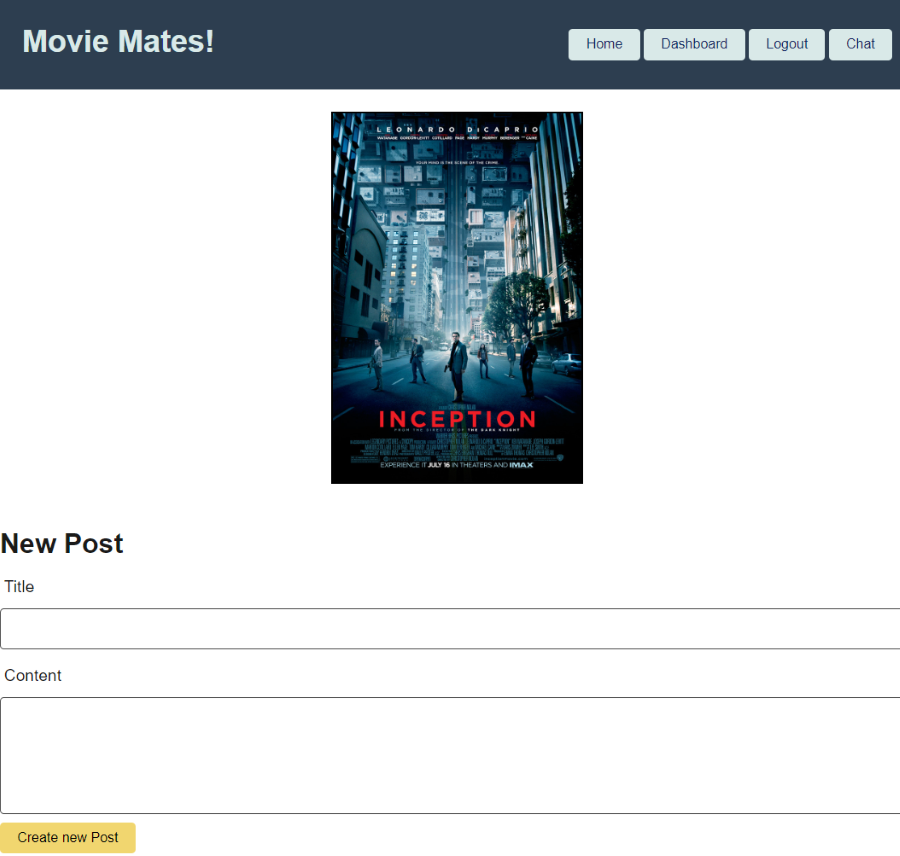 Movie Mates!
Home Dashboard Logout Chat
LEONARDO DiCAPRIO
WATANABE GORDON-LEVITT COTILLARD PAGE HARDY MURPHY BERENGER AND CAINE
YOUR MIND IS THE SCENE OF THE CRIME.
INCEPTION
FROM THE DIRECTOR OF THE DARK KNIGHT
EXPERIENCE IT JULY 16 IN THEATERS AND IMAX
New Post
Title
Content
Create new Post